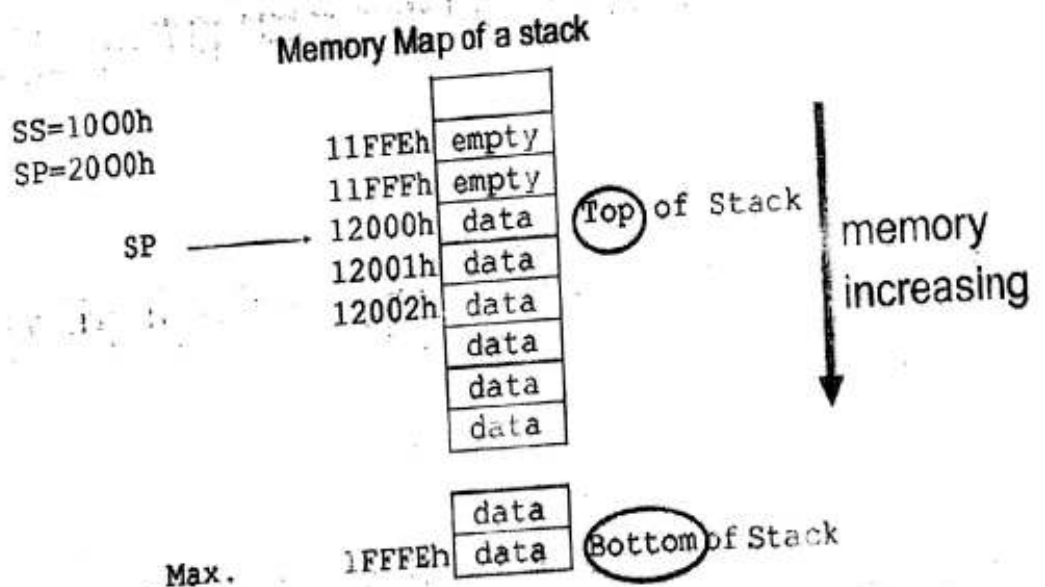 Memory Map of a stack
SS=1000h
SP=2000h
11FFEh empty
11FFFh empty
SP 12000h data Top of Stack
12001h data
12002h data
data
data
data
memory
increasing
data
Max. 1FFFEh data Bottom of Stack